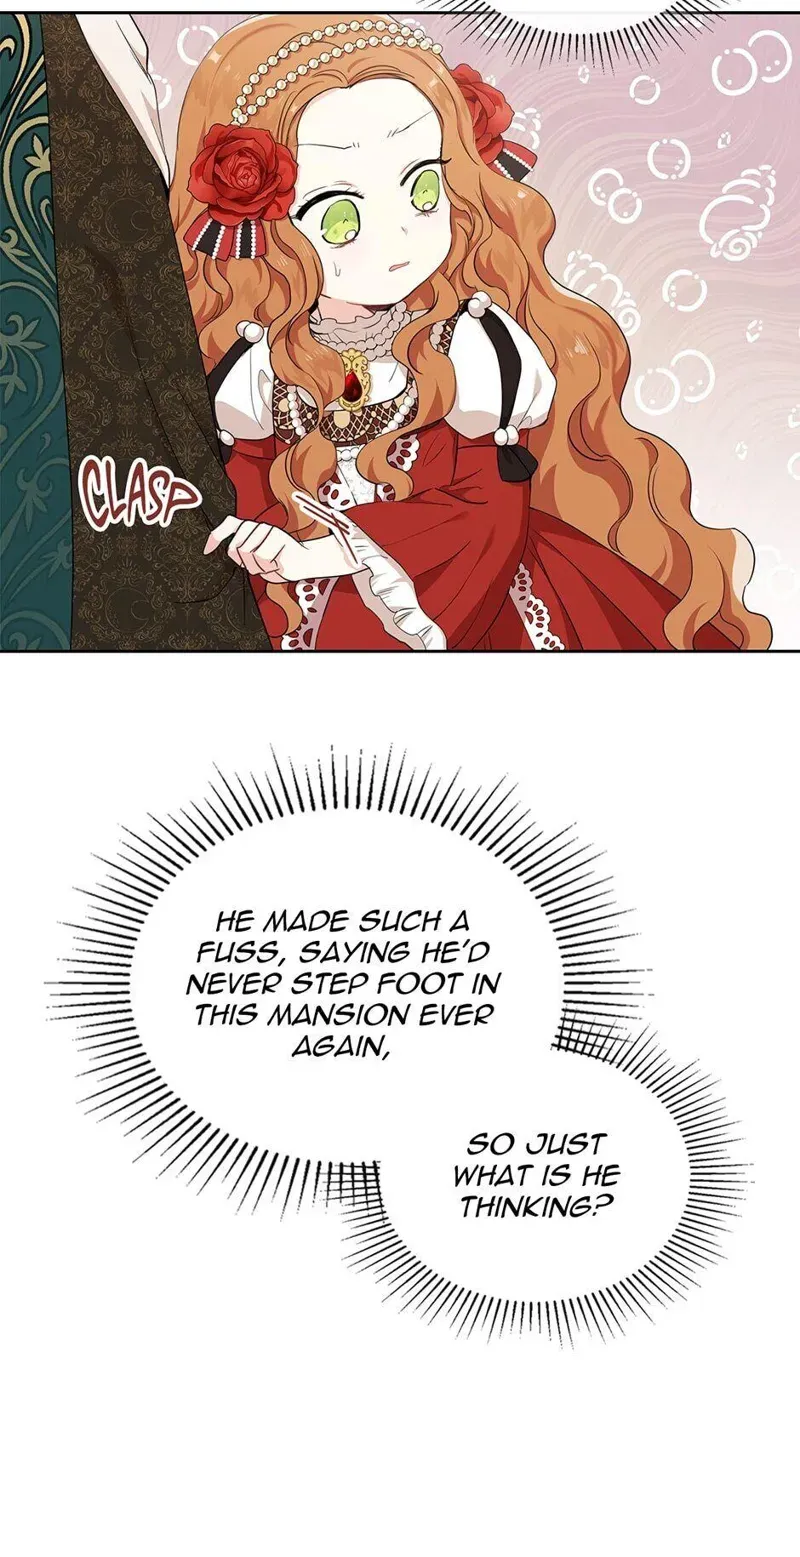 CLASP
HE MADE SUCH A
FUSS, SAYING HE'D
NEVER STEP FOOT IN
THIS MANSION EVER
AGAIN,
SO JUST
WHAT IS HE
THINKING?